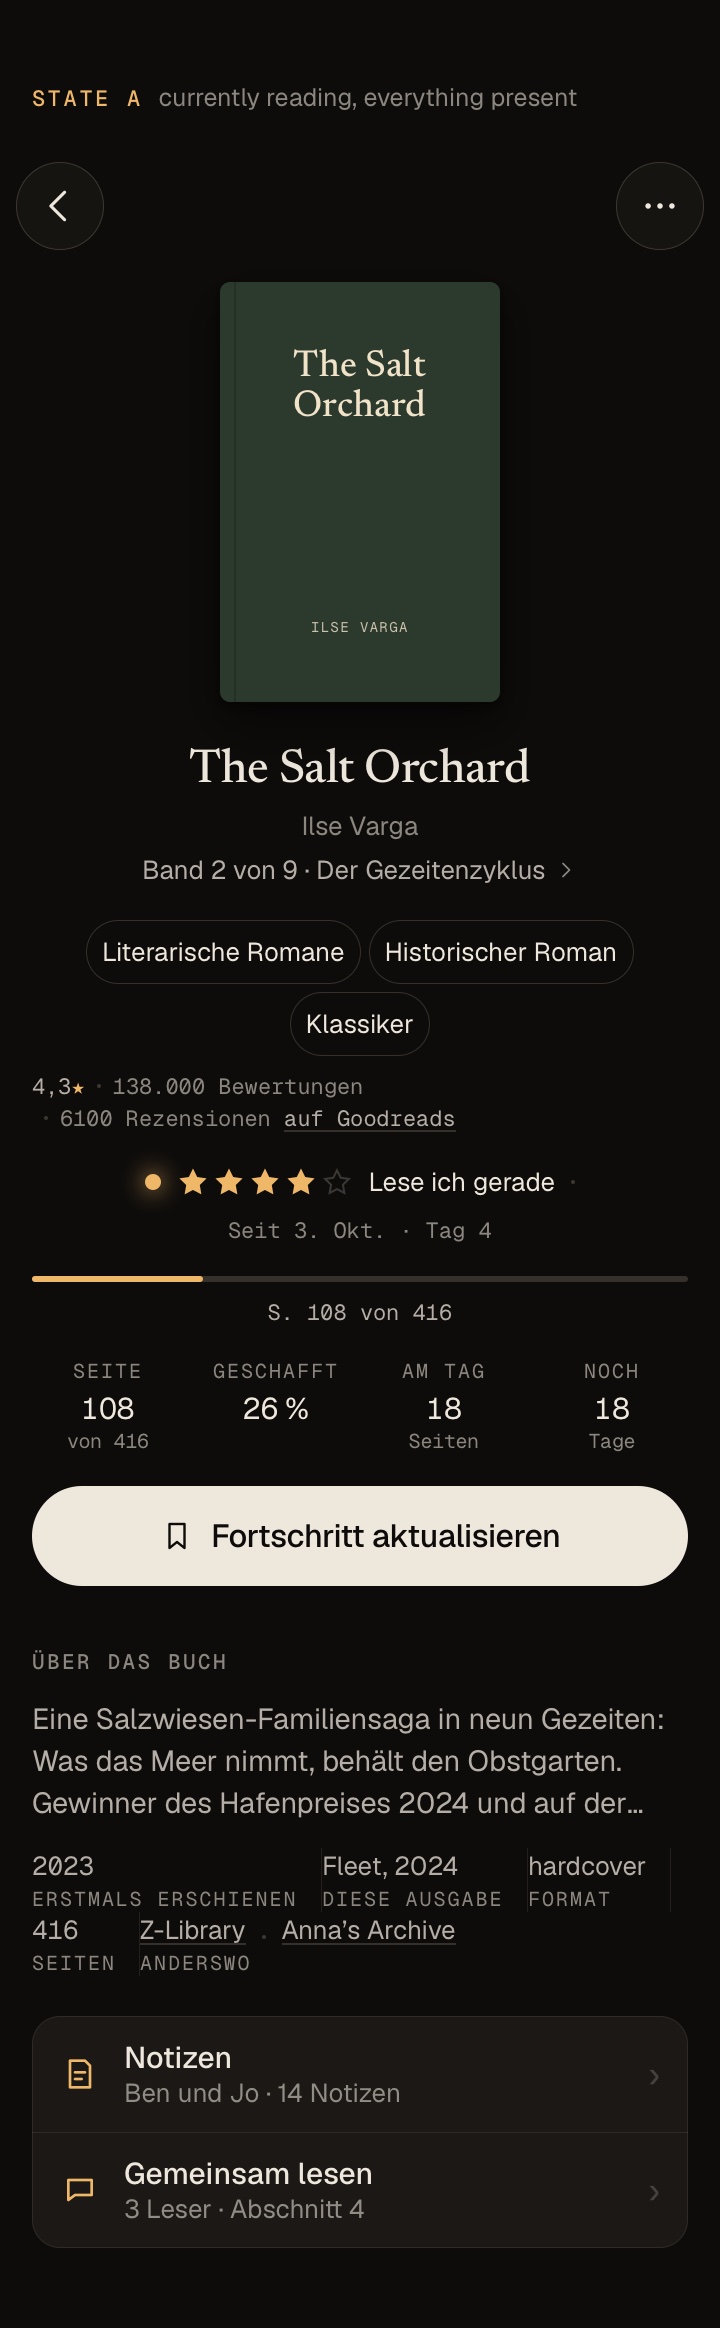 STATE A currently reading, everything present
The Salt
Orchard
ILSE VARGA
The Salt Orchard
Ilse Varga
Band 2 von 9 · Der Gezeitenzyklus
Literarische Romane
Historischer Roman
Klassiker
4,3★ · 138.000 Bewertungen
· 6100 Rezensionen auf Goodreads
Lese ich gerade ·
Seit 3. Okt. · Tag 4
S. 108 von 416
SEITE GESCHAFFT AM TAG NOCH
108 26 % 18 18
von 416 Seiten Tage
Fortschritt aktualisieren
ÜBER DAS BUCH
Eine Salzwiesen-Familiensaga in neun Gezeiten:
Was das Meer nimmt, behält den Obstgarten.
Gewinner des Hafenpreises 2024 und auf der…
2023 Fleet, 2024 hardcover
ERSTMALS ERSCHIENEN DIESE AUSGABE FORMAT
416 Z-Library · Anna’s Archive
SEITEN ANDERSWO
Notizen
Ben und Jo · 14 Notizen
Gemeinsam lesen
3 Leser · Abschnitt 4